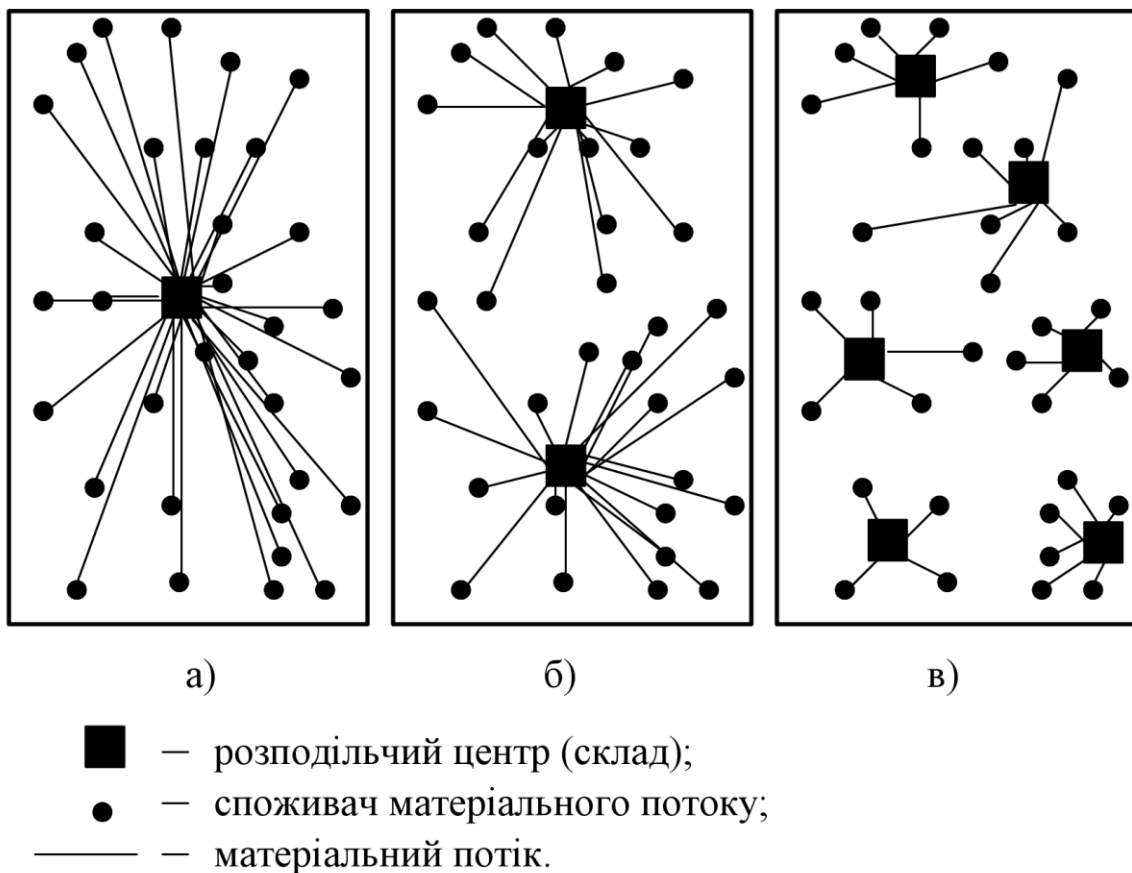 а) б) в)
– розподільчий центр (склад);
– споживач матеріального потоку;
– матеріальний потік.